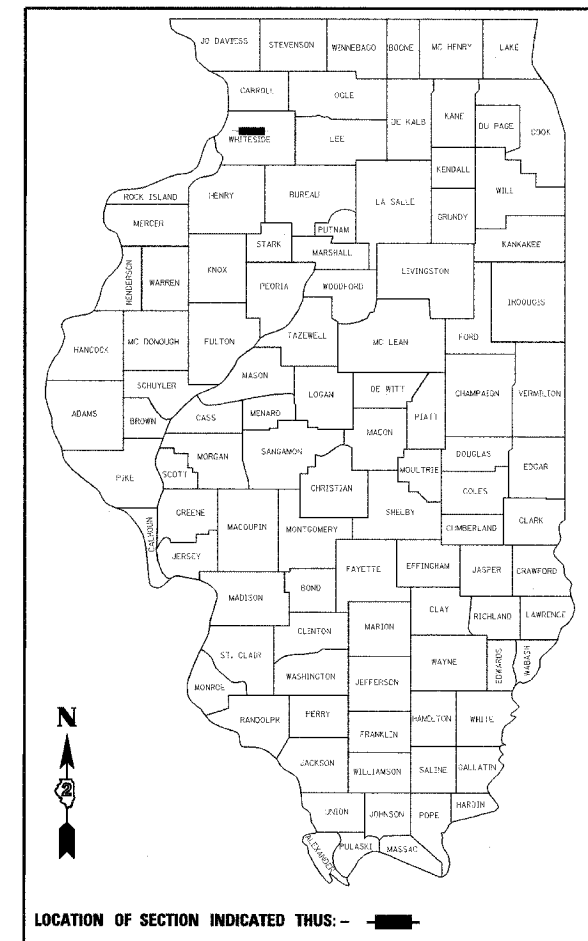 JO DAVIESS STEVENSON WINNEBAGO BOONE MC HENRY LAKE
CARROLL OGLE DE KALB KANE DU PAGE COOK
WHITESIDE LEE KENDALL WILL
ROCK ISLAND HENRY BUREAU LA SALLE GRUNDY
MERCER PUTNAM KANKAKEE
STARK MARSHALL LIVINGSTON
HENDERSON WARREN KNOX PEORIA WOODFORD IROQUOIS
HANCOCK MC DONOUGH FULTON TAZEWELL MC LEAN FORD
SCHUYLER MASON LOGAN DE WITT CHAMPAIGN VERMILION
ADAMS BROWN CASS MENARD MACON PIATT
PIKE SCOTT MORGAN SANGAMON MOULTRIE DOUGLAS EDGAR
CHRISTIAN COLES
CALHOUN GREENE MACOUPIN MONTGOMERY SHELBY CUMBERLAND CLARK
JERSEY FAYETTE EFFINGHAM JASPER CRAWFORD
MADISON BOND CLAY RICHLAND LAWRENCE
CLINTON MARION
ST. CLAIR WAYNE EDWARDS WABASH
MONROE WASHINGTON JEFFERSON
RANDOLPH PERRY HAMILTON WHITE
FRANKLIN
JACKSON WILLIAMSON SALINE GALLATIN
UNION JOHNSON POPE HARDIN
ALEXANDER PULASKI MASSAC
N
2
LOCATION OF SECTION INDICATED THUS: -